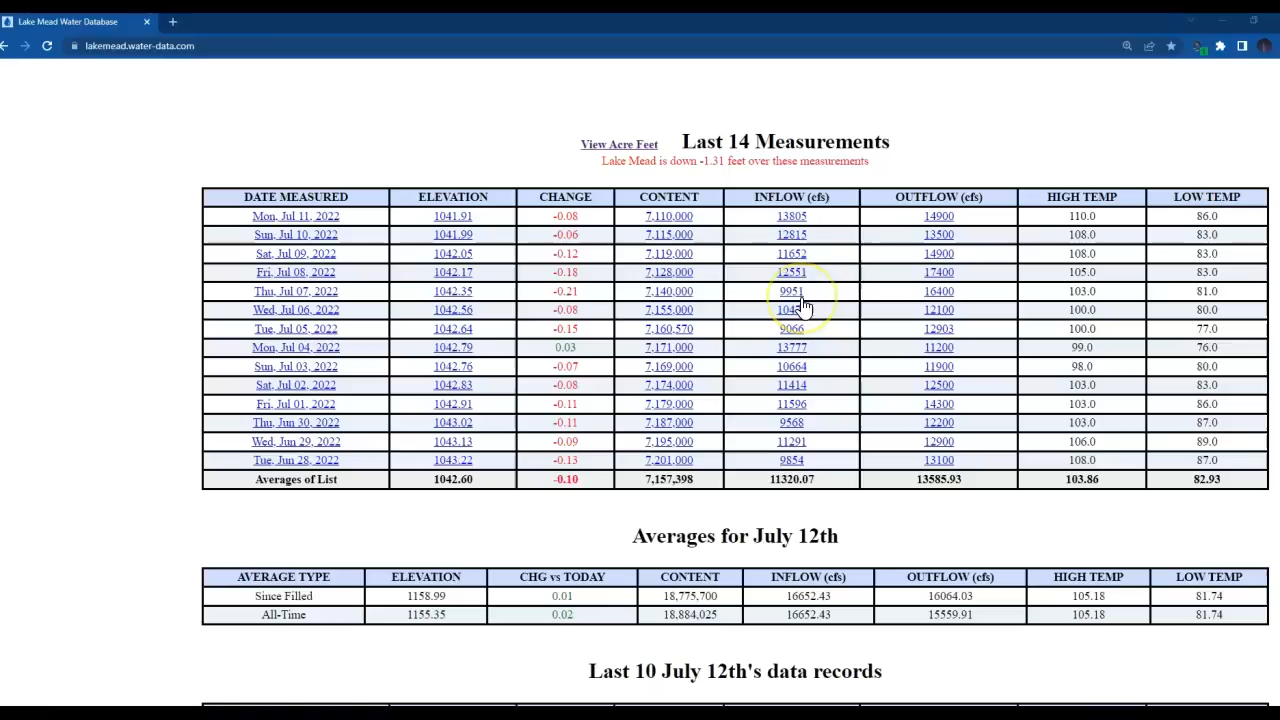 Lake Mead Water Database
lakemead.water-data.com
View Acre Feet Last 14 Measurements
Lake Mead is down -1.31 feet over these measurements
DATE MEASURED ELEVATION CHANGE CONTENT INFLOW (cfs) OUTFLOW (cfs) HIGH TEMP LOW TEMP
Mon, Jul 11, 2022 1041.91 -0.08 7,110,000 13805 14900 110.0 86.0
Sun, Jul 10, 2022 1041.99 -0.06 7,115,000 12815 13500 108.0 83.0
Sat, Jul 09, 2022 1042.05 -0.12 7,119,000 11652 14900 108.0 83.0
Fri, Jul 08, 2022 1042.17 -0.18 7,128,000 12551 17400 105.0 83.0
Thu, Jul 07, 2022 1042.35 -0.21 7,140,000 9951 16400 103.0 81.0
Wed, Jul 06, 2022 1042.56 -0.08 7,155,000 12100 100.0 80.0
Tue, Jul 05, 2022 1042.64 -0.15 7,160,570 9066 12903 100.0 77.0
Mon, Jul 04, 2022 1042.79 0.03 7,171,000 13777 11200 99.0 76.0
Sun, Jul 03, 2022 1042.76 -0.07 7,169,000 10664 11900 98.0 80.0
Sat, Jul 02, 2022 1042.83 -0.08 7,174,000 11414 12500 103.0 83.0
Fri, Jul 01, 2022 1042.91 -0.11 7,179,000 11596 14300 103.0 86.0
Thu, Jun 30, 2022 1043.02 -0.11 7,187,000 9568 12200 103.0 87.0
Wed, Jun 29, 2022 1043.13 -0.09 7,195,000 11291 12900 106.0 89.0
Tue, Jun 28, 2022 1043.22 -0.13 7,201,000 9854 13100 108.0 87.0
Averages of List 1042.60 -0.10 7,157,398 11320.07 13585.93 103.86 82.93
Averages for July 12th
AVERAGE TYPE ELEVATION CHG vs TODAY CONTENT INFLOW (cfs) OUTFLOW (cfs) HIGH TEMP LOW TEMP
Since Filled 1158.99 0.01 18,775,700 16652.43 16064.03 105.18 81.74
All-Time 1155.35 0.02 18,884,025 16652.43 15559.91 105.18 81.74
Last 10 July 12th's data records